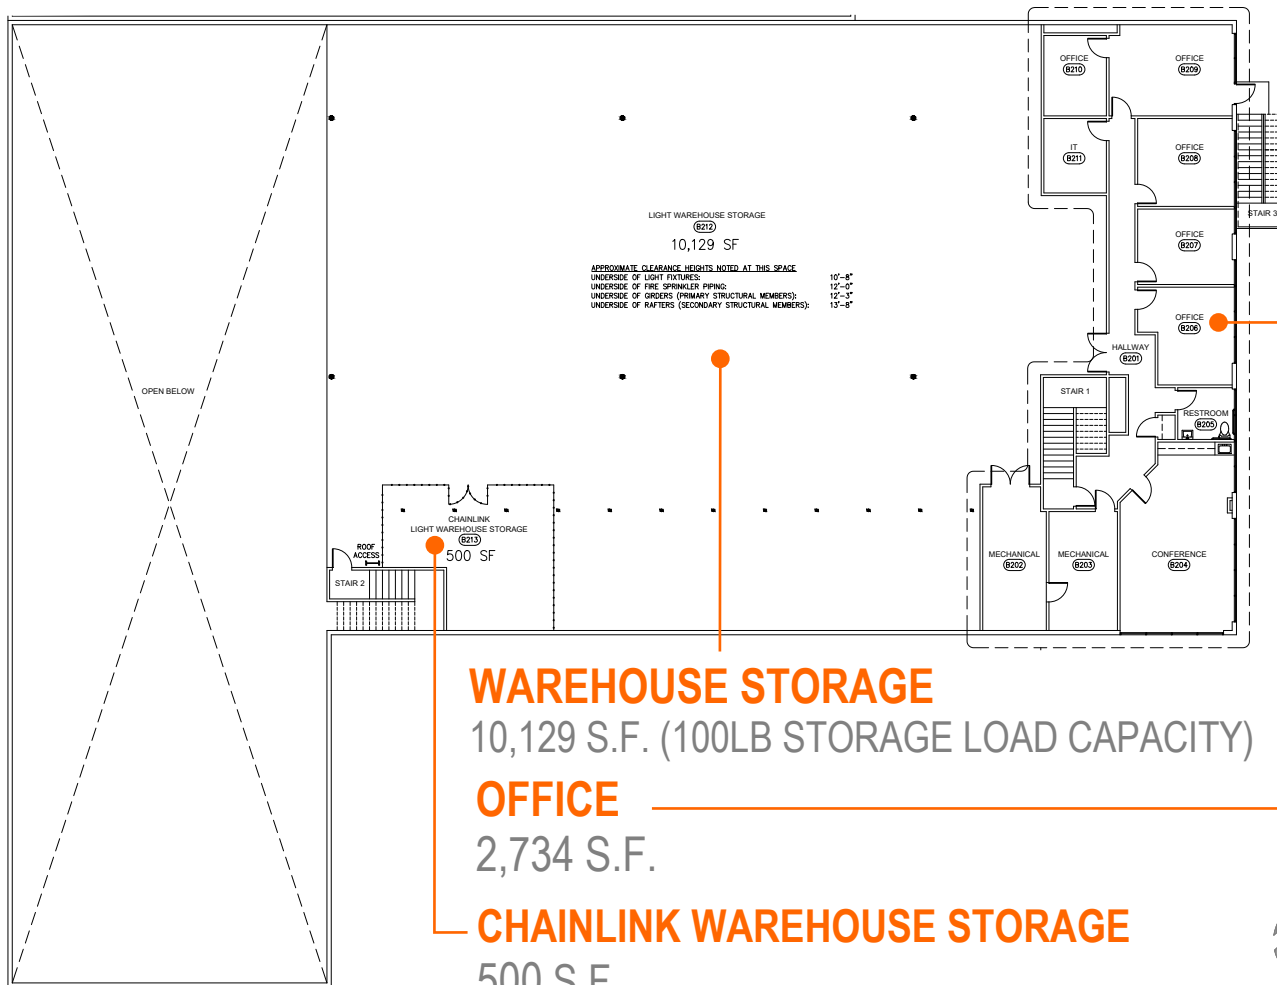 OFFICE
B210
OFFICE
B209
IT
B211
OFFICE
B208
STAIR 3
LIGHT WAREHOUSE STORAGE
B212
10,129 SF
OFFICE
B207
APPROXIMATE CLEARANCE HEIGHTS NOTED AT THIS SPACE
UNDERSIDE OF LIGHT FIXTURES: 10'-8"
UNDERSIDE OF FIRE SPRINKLER PIPING: 12'-0"
UNDERSIDE OF GIRDERS (PRIMARY STRUCTURAL MEMBERS): 12'-3"
UNDERSIDE OF RAFTERS (SECONDARY STRUCTURAL MEMBERS): 13'-8"
OFFICE
B206
HALLWAY
B201
OPEN BELOW
STAIR 1
RESTROOM
B205
CHAINLINK
LIGHT WAREHOUSE STORAGE
B213
500 SF
ROOF
ACCESS
STAIR 2
MECHANICAL
B202
MECHANICAL
B203
CONFERENCE
B204
WAREHOUSE STORAGE
10,129 S.F. (100LB STORAGE LOAD CAPACITY)
OFFICE
2,734 S.F.
CHAINLINK WAREHOUSE STORAGE
500 S.F.